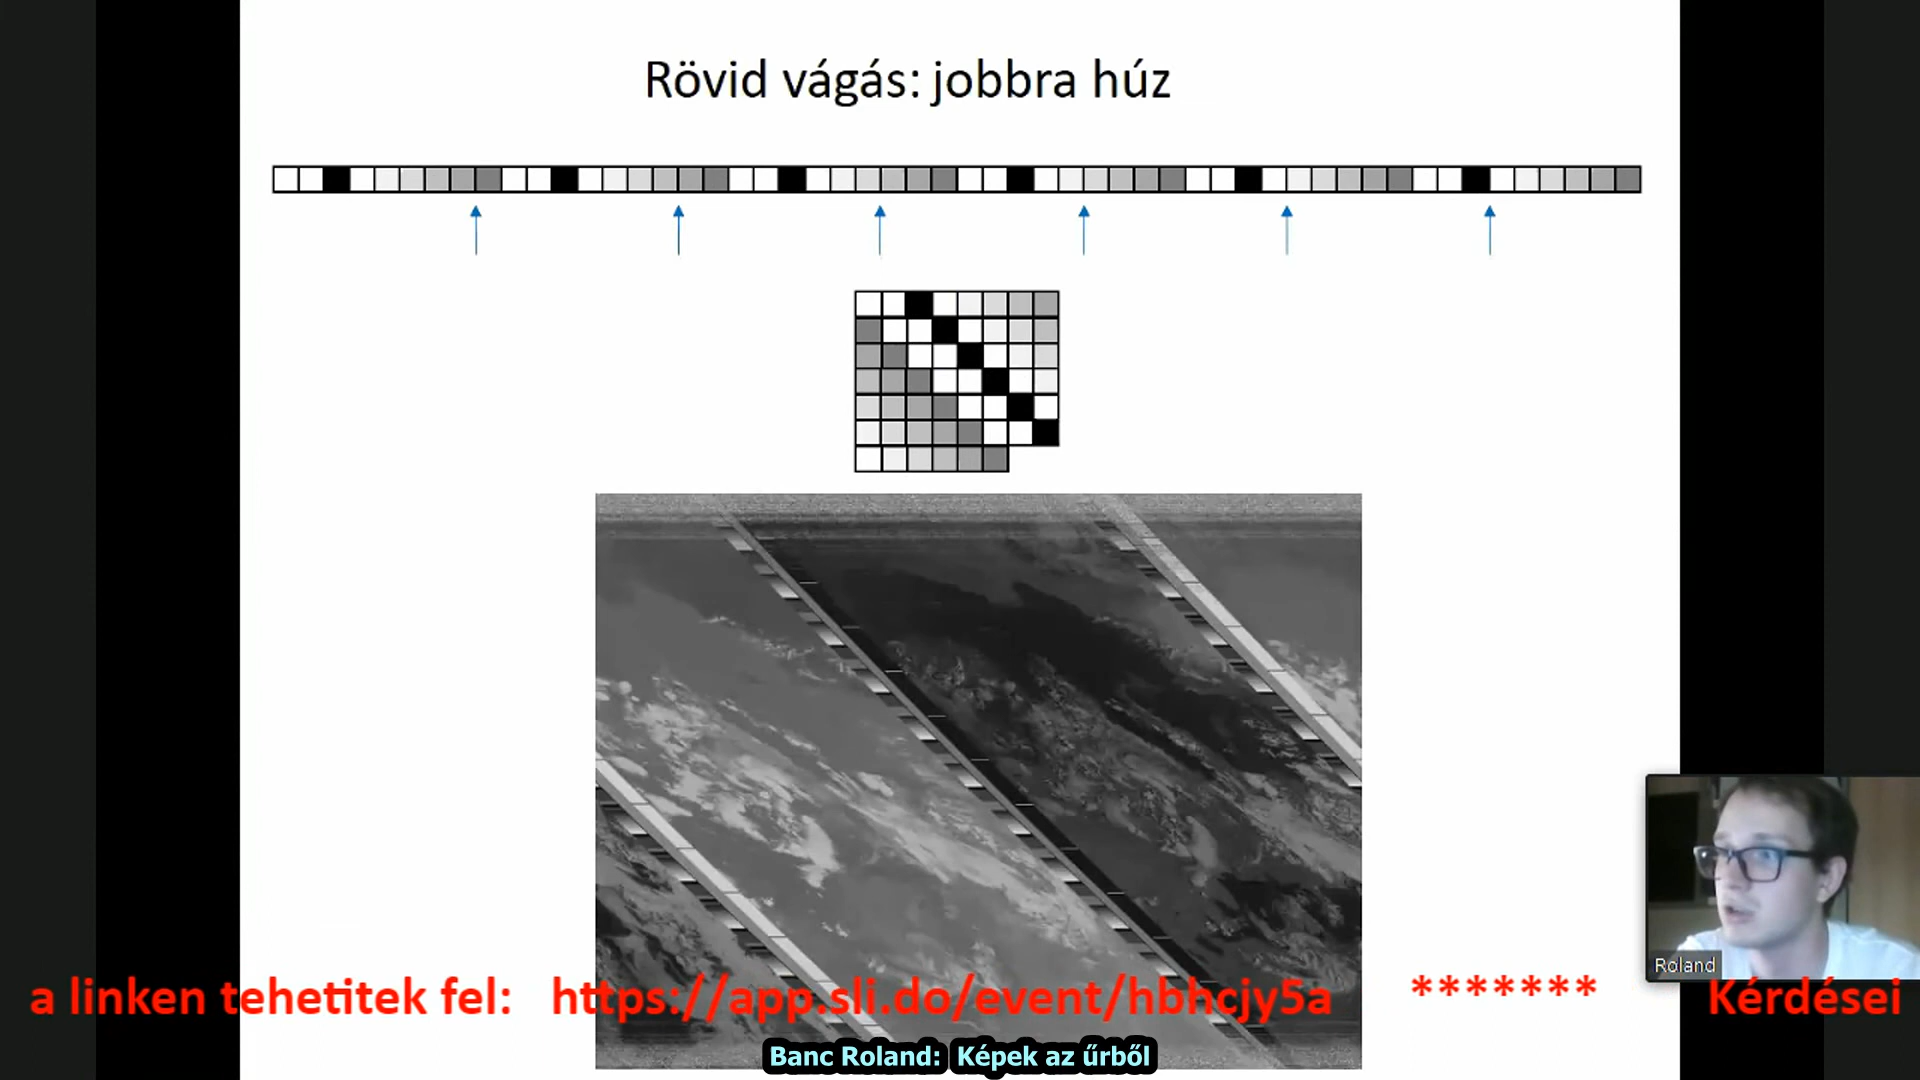 Rövid vágás: jobbra húz
Roland
a linken tehetitek fel: https://app.sli.do/event/hbhcjy5a ******* Kérdései
Banc Roland: Képek az űrből